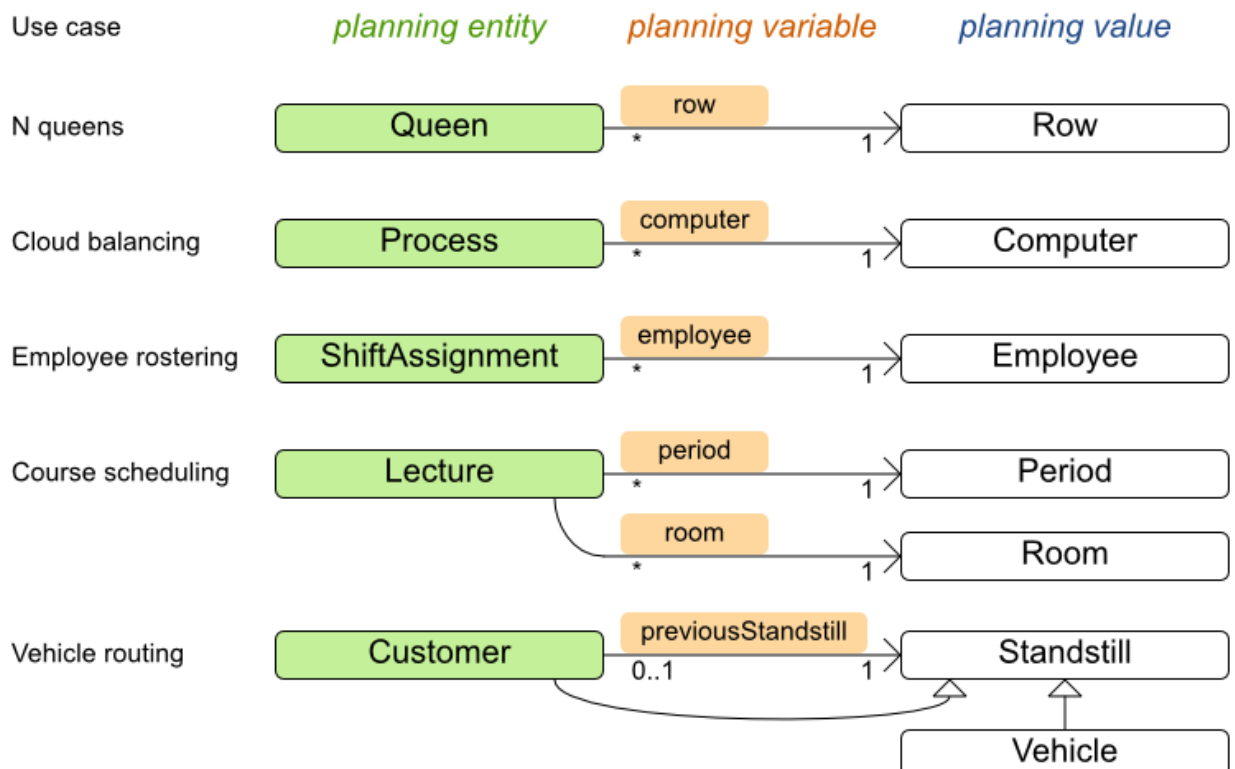 Use case planning entity planning variable planning value
N queens Queen row Row
* 1
Cloud balancing Process computer Computer
* 1
Employee rostering ShiftAssignment employee Employee
* 1
Course scheduling Lecture period Period
* 1
room Room
* 1
Vehicle routing Customer previousStandstill Standstill
0..1 1
Vehicle